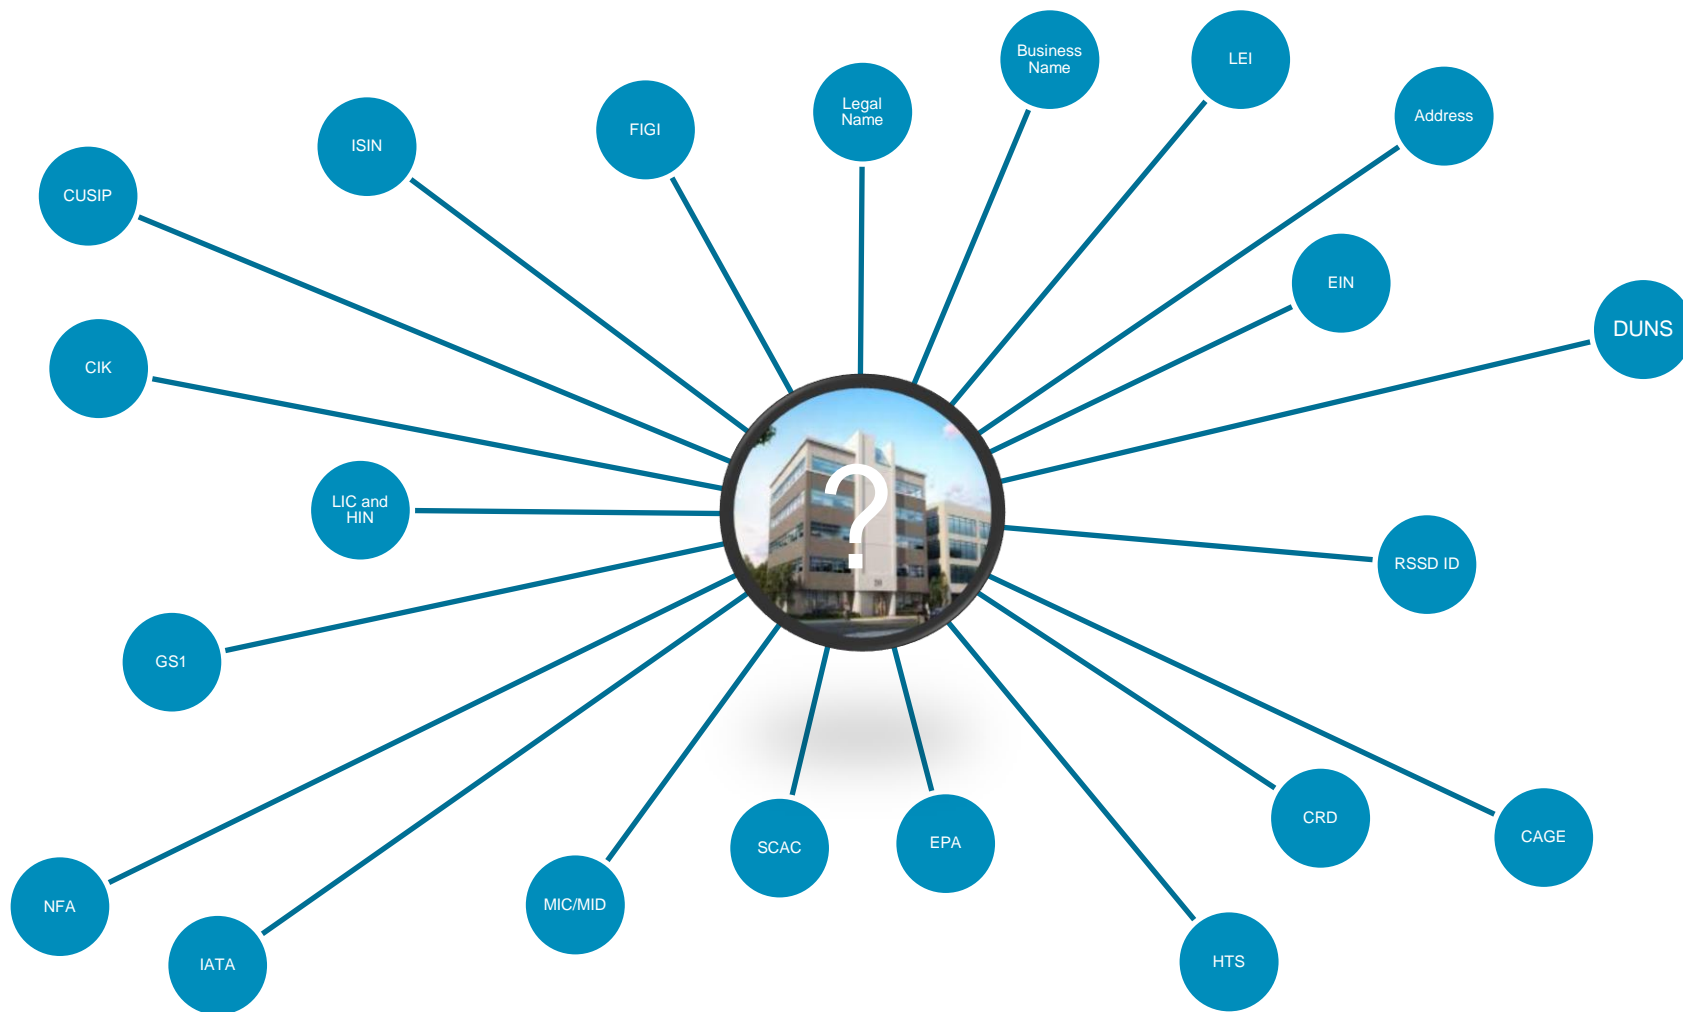 Business
Name
LEI
Legal
Name
Address
FIGI
ISIN
CUSIP
EIN
DUNS
CIK
?
LIC and
HIN
RSSD ID
GS1
CRD
CAGE
EPA
SCAC
MIC/MID
NFA
IATA
HTS